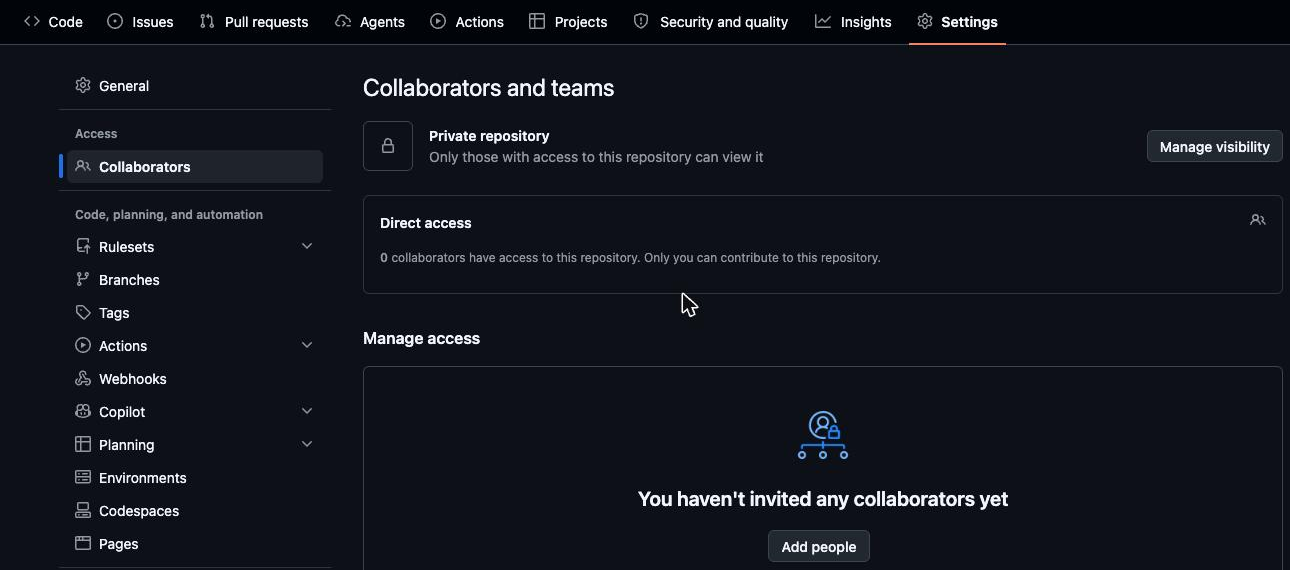 Code Issues Pull requests Agents Actions Projects Security and quality Insights Settings
General
Access
Collaborators
Code, planning, and automation
Rulesets
Branches
Tags
Actions
Webhooks
Copilot
Planning
Environments
Codespaces
Pages
Collaborators and teams
Private repository
Only those with access to this repository can view it
Manage visibility
Direct access
0 collaborators have access to this repository. Only you can contribute to this repository.
Manage access
You haven't invited any collaborators yet
Add people